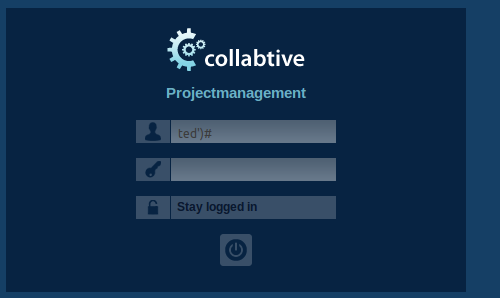 collabtive
Projectmanagement
ted')#
Stay logged in